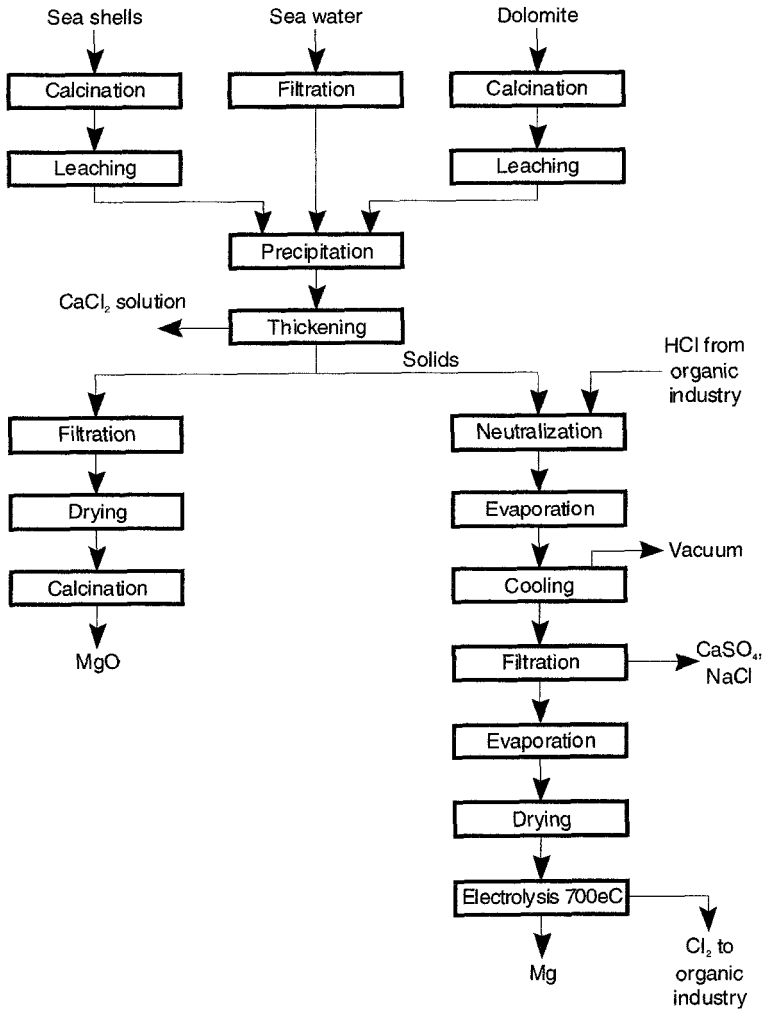 Sea shells
Sea water
Dolomite
Calcination
Filtration
Calcination
Leaching
Leaching
Precipitation
CaCl₂ solution
Thickening
Solids
HCl from
organic
industry
Filtration
Neutralization
Drying
Evaporation
Vacuum
Calcination
Cooling
MgO
Filtration
CaSO₄,
NaCl
Evaporation
Drying
Electrolysis 700eC
Mg
Cl₂ to
organic
industry